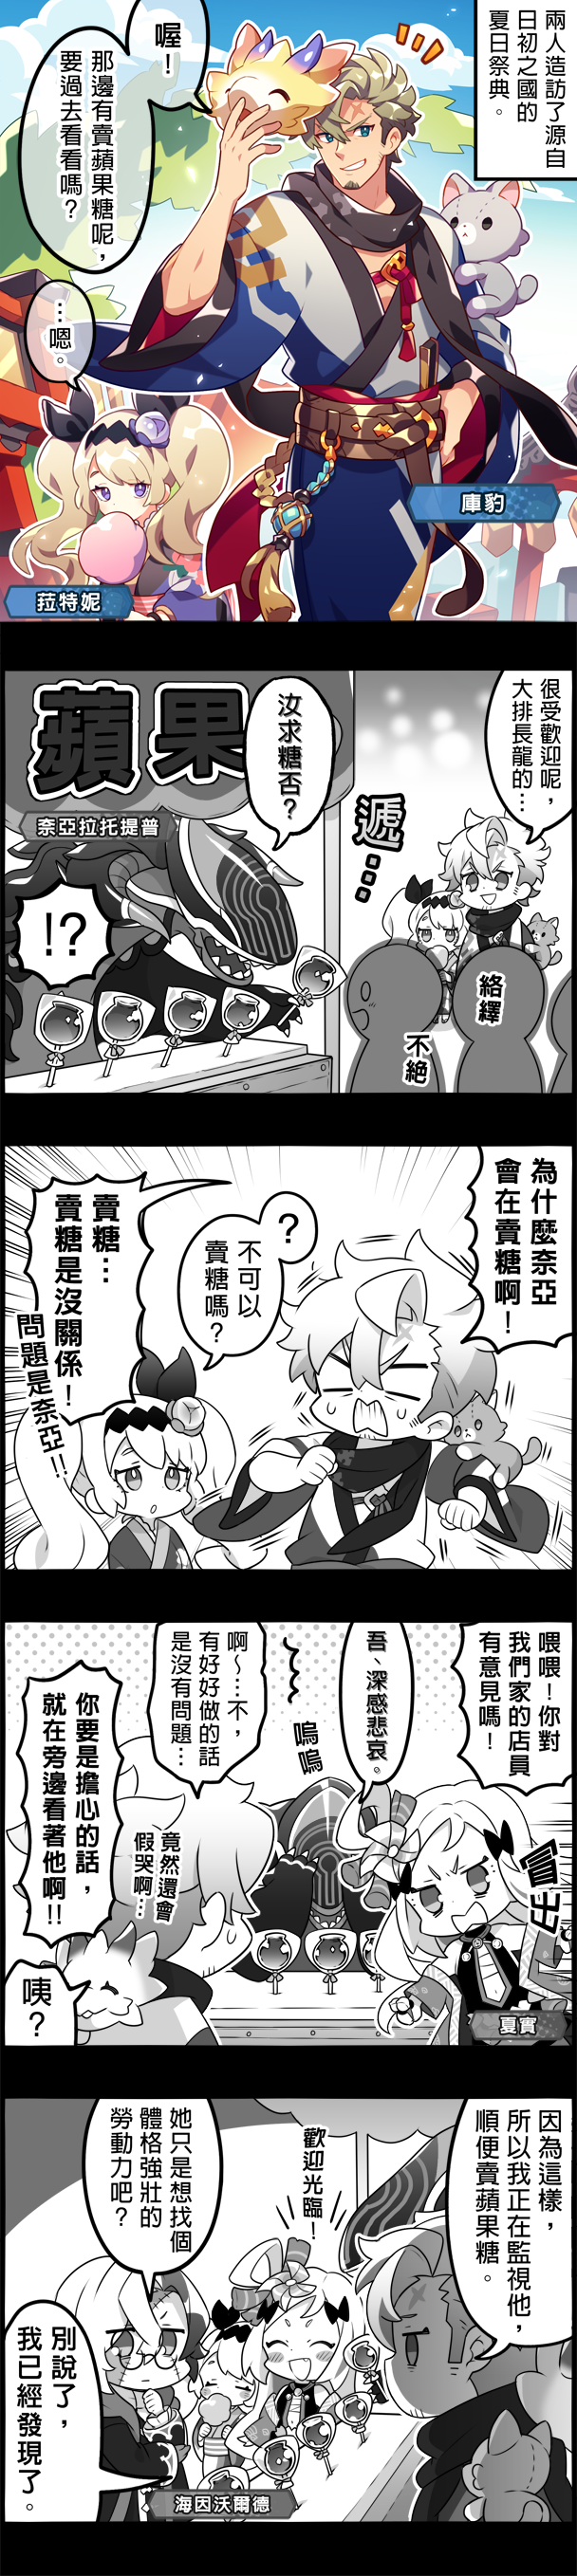 兩人造訪了源自
日初之國的
夏日祭典。
喔！
那邊有賣蘋果糖呢，
要過去看看嗎？
…嗯。
庫豹
菈特妮
很受歡迎呢，
大排長龍的…
遞…
絡繹
不絕
蘋果
汝求糖否？
奈亞拉托提普
!?
為什麼奈亞
會在賣糖啊！
？
不可以
賣糖嗎？
賣糖…
賣糖是沒關係！
問題是奈亞!!
喂喂！你對
我們家的店員
有意見嗎！
冒出。
夏實
吾、深感悲哀。
嗚嗚
啊～…不，
有好好做的話
是沒有問題…
竟然還會
假哭啊…
你要是擔心的話，
就在旁邊看著他啊!!
咦？
因為這樣，
所以我正在監視他，
順便賣蘋果糖。
歡迎光臨！
她只是想找個
體格強壯的
勞動力吧？
別說了，
我已經發現了。
海因沃爾德